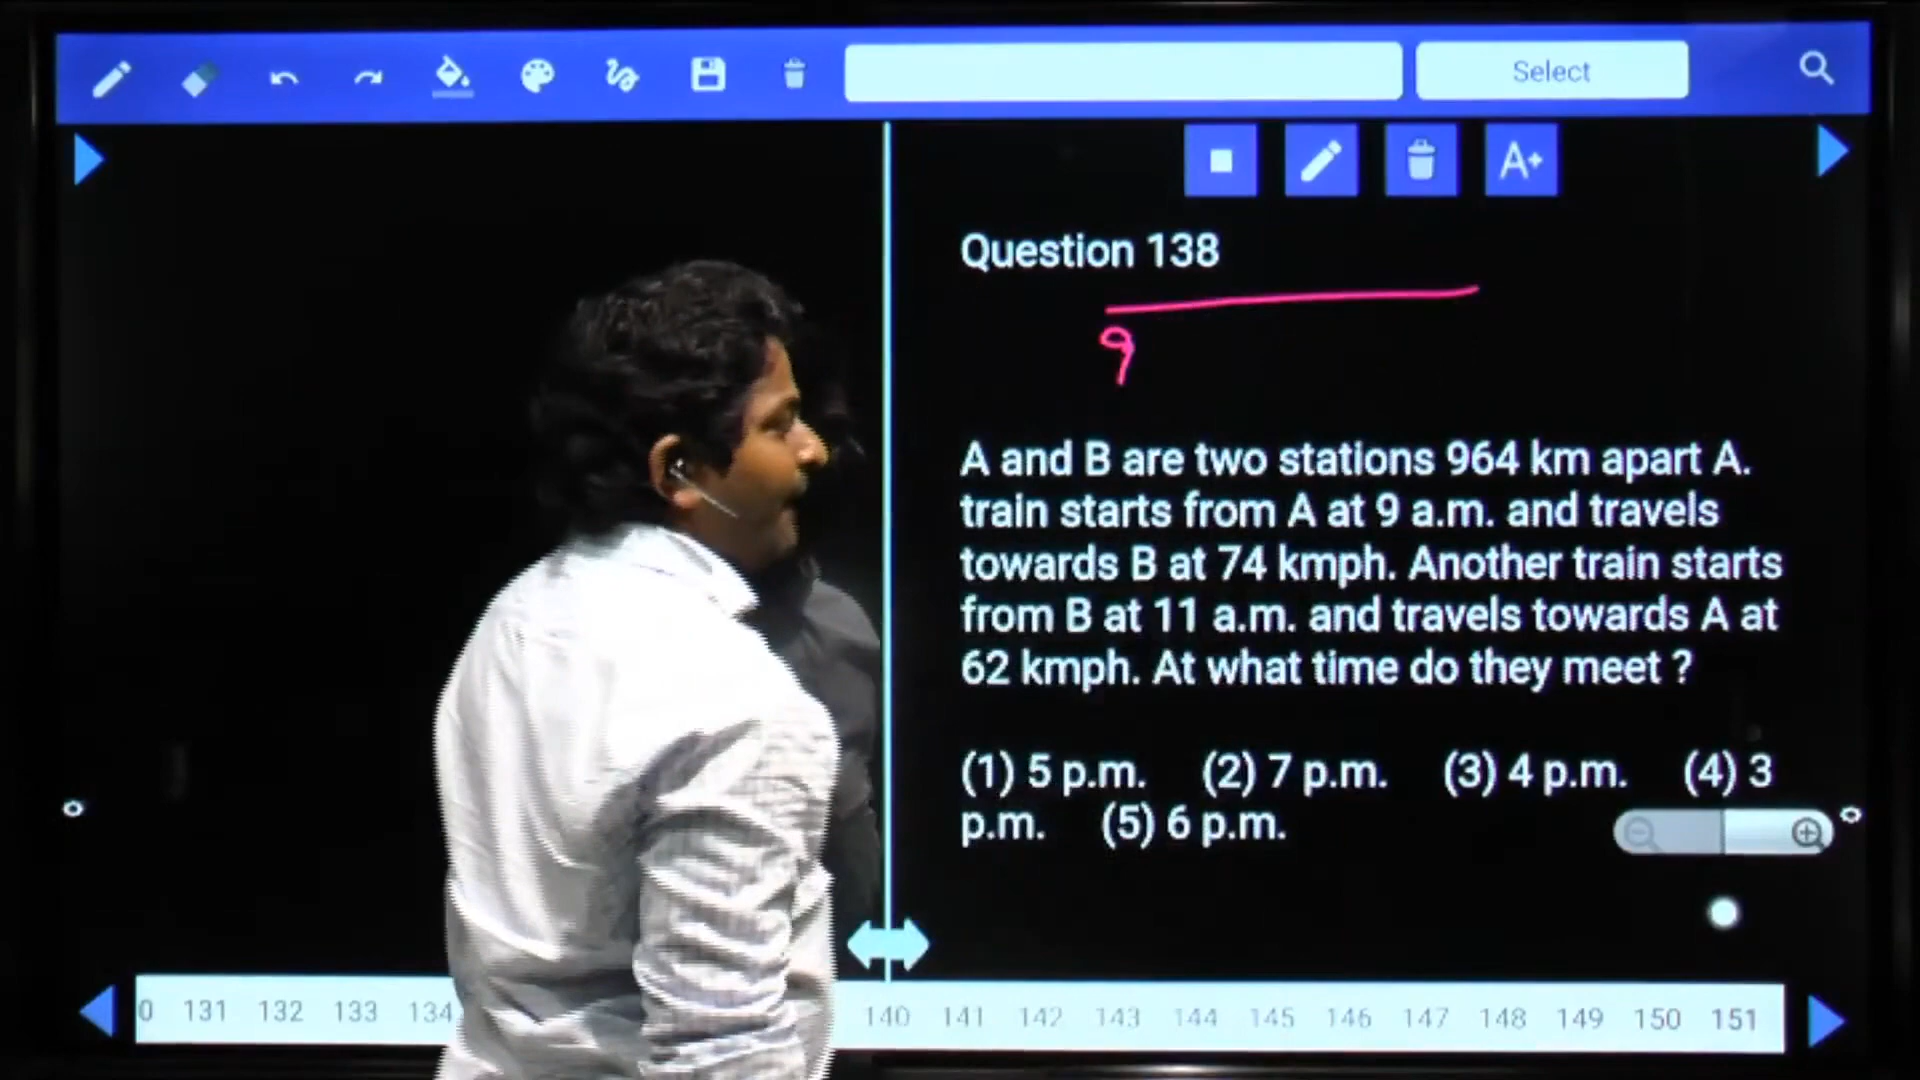 Select
A+
Question 138
9
A and B are two stations 964 km apart A.
train starts from A at 9 a.m. and travels
towards B at 74 kmph. Another train starts
from B at 11 a.m. and travels towards A at
62 kmph. At what time do they meet ?
(1) 5 p.m. (2) 7 p.m. (3) 4 p.m. (4) 3
p.m. (5) 6 p.m.
0 131 132 133 134 140 141 142 143 144 145 146 147 148 149 150 151